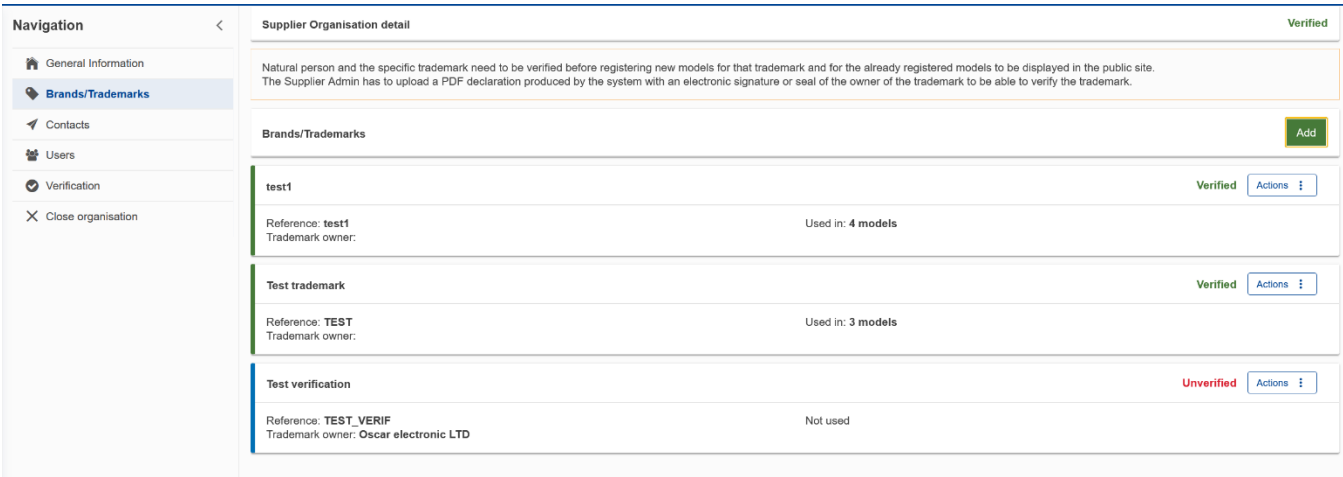 Navigation
General Information
Brands/Trademarks
Contacts
Users
Verification
Close organisation
Supplier Organisation detail
Verified
Natural person and the specific trademark need to be verified before registering new models for that trademark and for the already registered models to be displayed in the public site.
The Supplier Admin has to upload a PDF declaration produced by the system with an electronic signature or seal of the owner of the trademark to be able to verify the trademark.
Brands/Trademarks
Add
test1
Verified
Actions
Reference: test1
Used in: 4 models
Trademark owner:
Test trademark
Verified
Actions
Reference: TEST
Used in: 3 models
Trademark owner:
Test verification
Unverified
Actions
Reference: TEST_VERIF
Not used
Trademark owner: Oscar electronic LTD